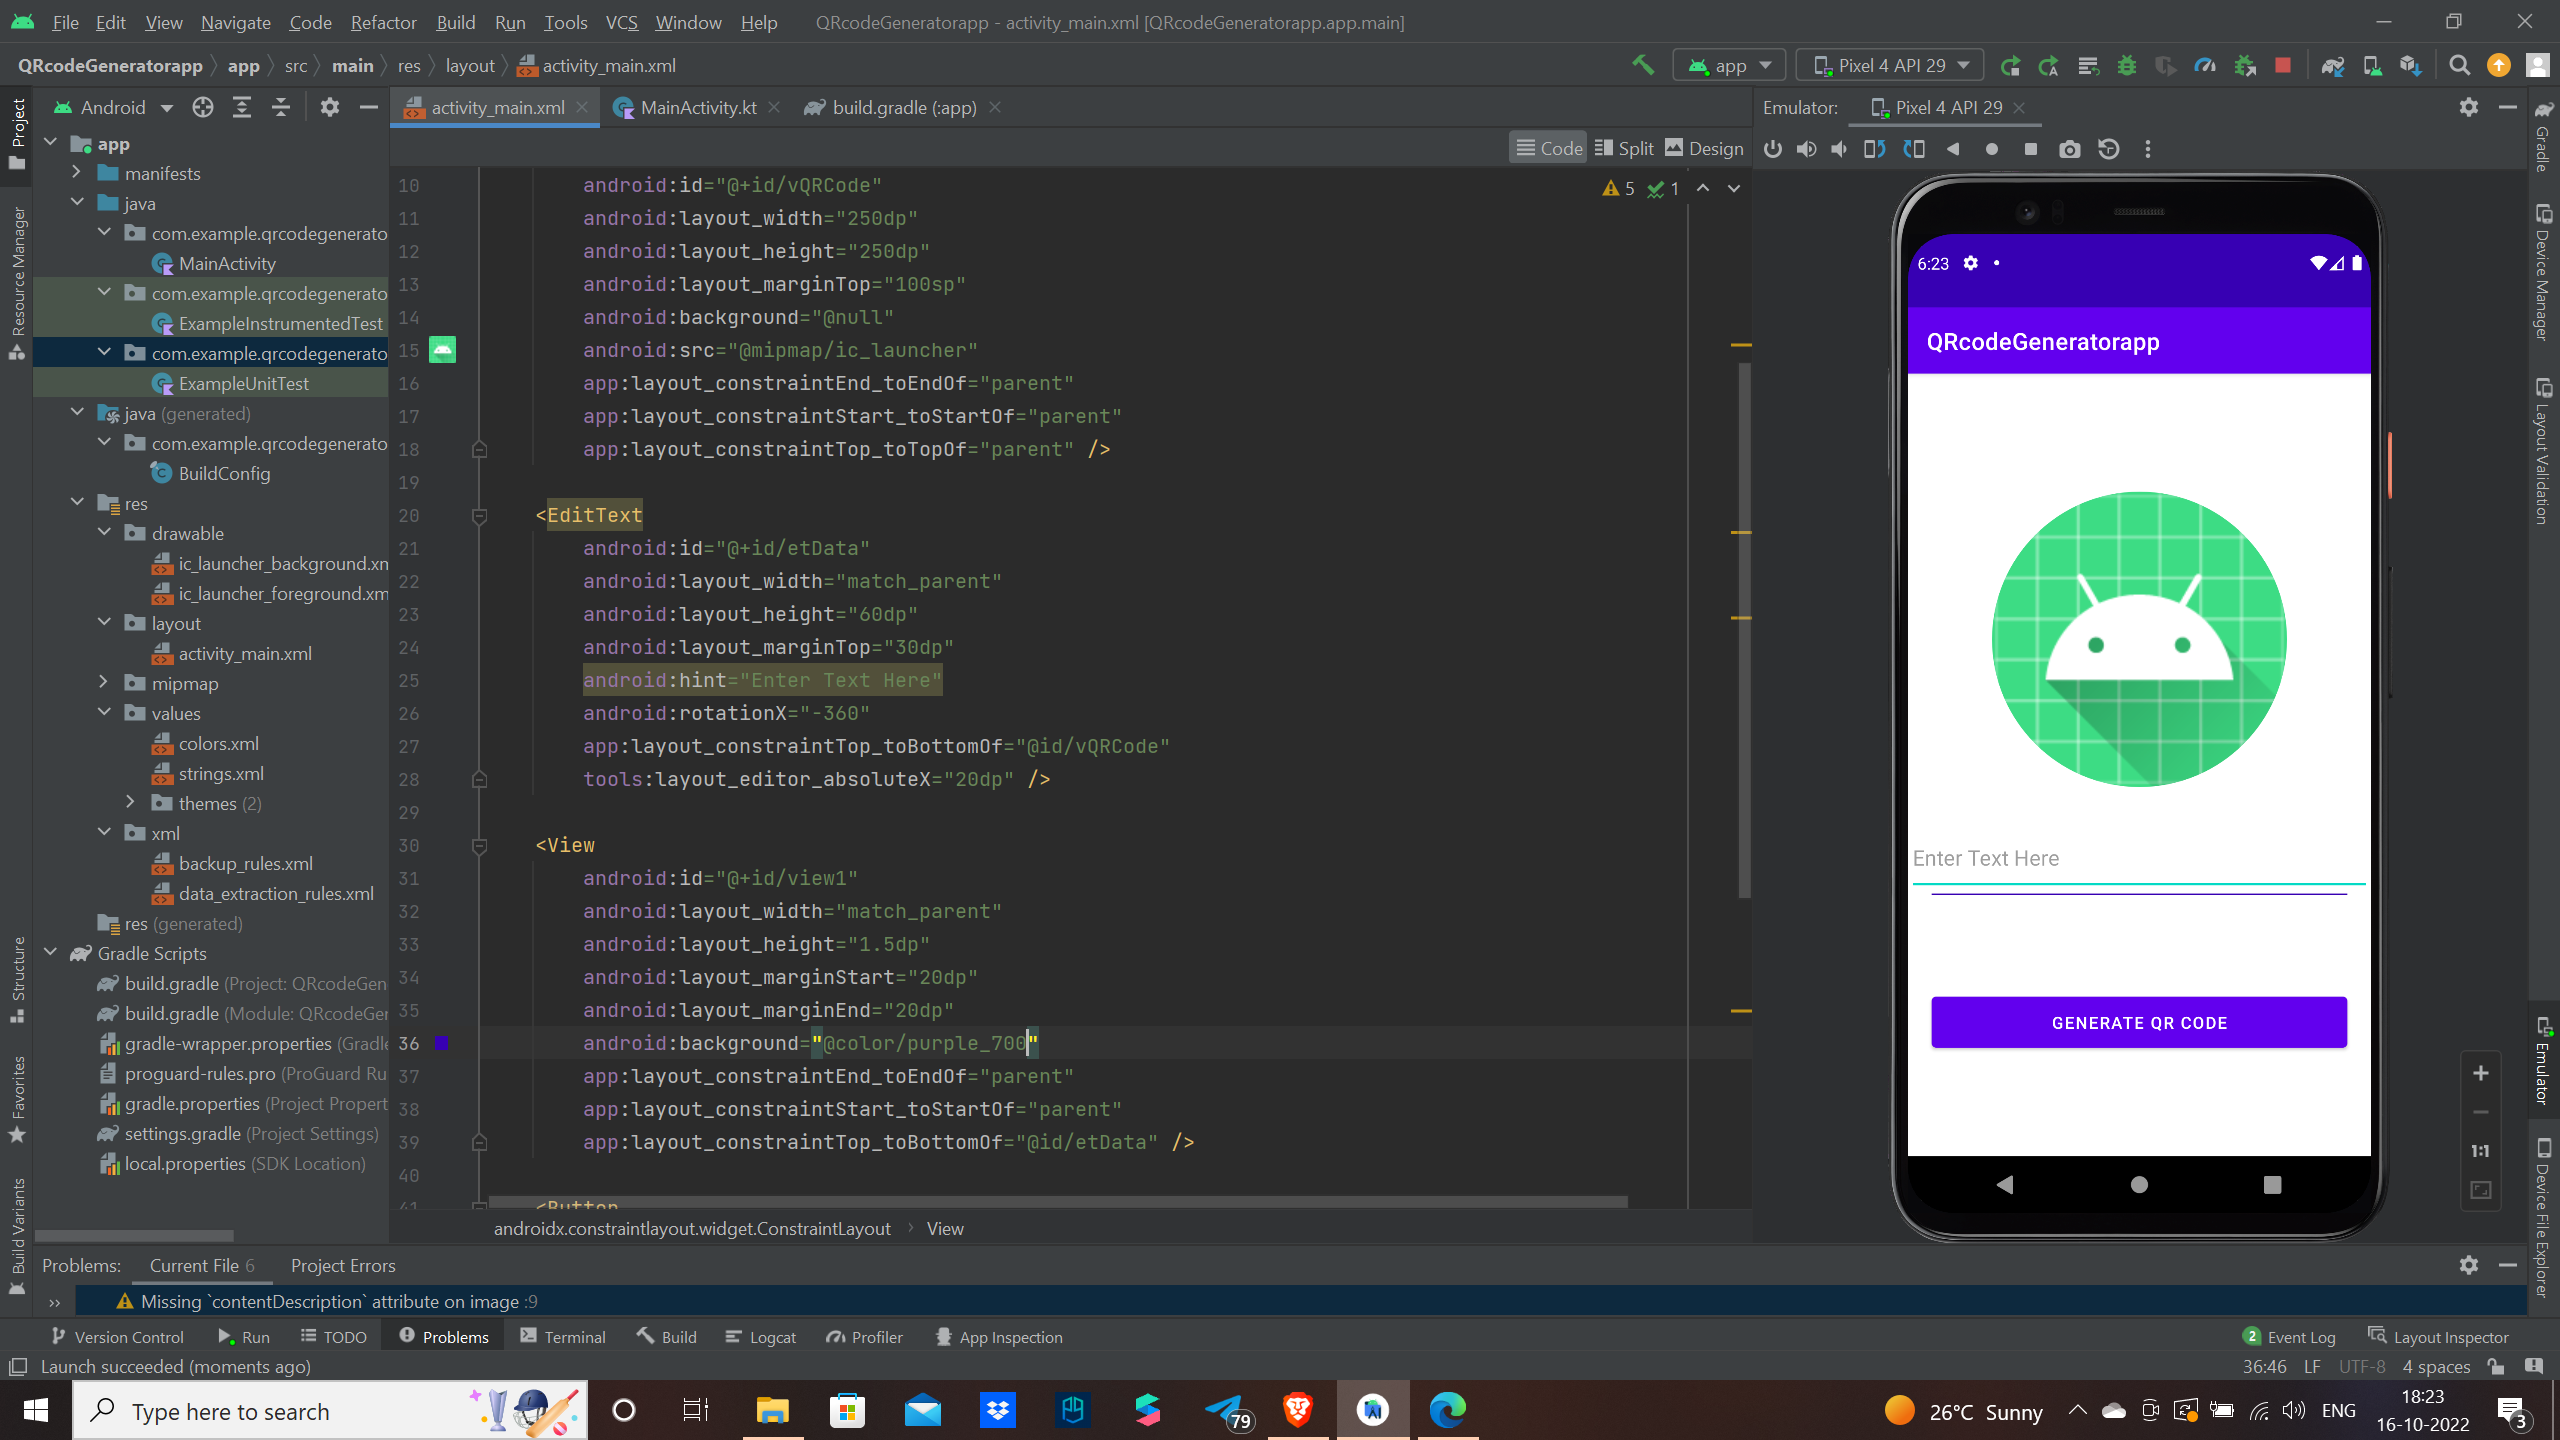 File Edit View Navigate Code Refactor Build Run Tools VCS Window Help QRcodeGeneratorapp - activity_main.xml [QRcodeGeneratorapp.app.main]
QRcodeGeneratorapp app src main res layout activity_main.xml
app Pixel 4 API 29
Project
Resource Manager
Structure
Favorites
Build Variants
Android
app
manifests
java
com.example.qrcodegenerato
MainActivity
com.example.qrcodegenerato
ExampleInstrumentedTest
com.example.qrcodegenerato
ExampleUnitTest
java (generated)
com.example.qrcodegenerato
BuildConfig
res
drawable
ic_launcher_background.xm
ic_launcher_foreground.xm
layout
activity_main.xml
mipmap
values
colors.xml
strings.xml
themes (2)
xml
backup_rules.xml
data_extraction_rules.xml
res (generated)
Gradle Scripts
build.gradle (Project: QRcodeGen
build.gradle (Module: QRcodeGer
gradle-wrapper.properties (Gradle
proguard-rules.pro (ProGuard Ru
gradle.properties (Project Propert
settings.gradle (Project Settings)
local.properties (SDK Location)
activity_main.xml MainActivity.kt build.gradle (:app)
Code Split Design
5 1
10 android:id="@+id/vQRCode"
11 android:layout_width="250dp"
12 android:layout_height="250dp"
13 android:layout_marginTop="100sp"
14 android:background="@null"
15 android:src="@mipmap/ic_launcher"
16 app:layout_constraintEnd_toEndOf="parent"
17 app:layout_constraintStart_toStartOf="parent"
18 app:layout_constraintTop_toTopOf="parent" />
19
20 <EditText
21 android:id="@+id/etData"
22 android:layout_width="match_parent"
23 android:layout_height="60dp"
24 android:layout_marginTop="30dp"
25 android:hint="Enter Text Here"
26 android:rotationX="-360"
27 app:layout_constraintTop_toBottomOf="@id/vQRCode"
28 tools:layout_editor_absoluteX="20dp" />
29
30 <View
31 android:id="@+id/view1"
32 android:layout_width="match_parent"
33 android:layout_height="1.5dp"
34 android:layout_marginStart="20dp"
35 android:layout_marginEnd="20dp"
36 android:background="@color/purple_700"
37 app:layout_constraintEnd_toEndOf="parent"
38 app:layout_constraintStart_toStartOf="parent"
39 app:layout_constraintTop_toBottomOf="@id/etData" />
40
41 <Button
androidx.constraintlayout.widget.ConstraintLayout View
Emulator: Pixel 4 API 29
6:23
QRcodeGeneratorapp
Enter Text Here
GENERATE QR CODE
1:1
Gradle
Device Manager
Layout Validation
Emulator
Device File Explorer
Problems: Current File 6 Project Errors
Missing `contentDescription` attribute on image :9
Version Control Run TODO Problems Terminal Build Logcat Profiler App Inspection 2 Event Log Layout Inspector
Launch succeeded (moments ago) 36:46 LF UTF-8 4 spaces
Type here to search 79 26°C Sunny ENG 18:23
16-10-2022 3